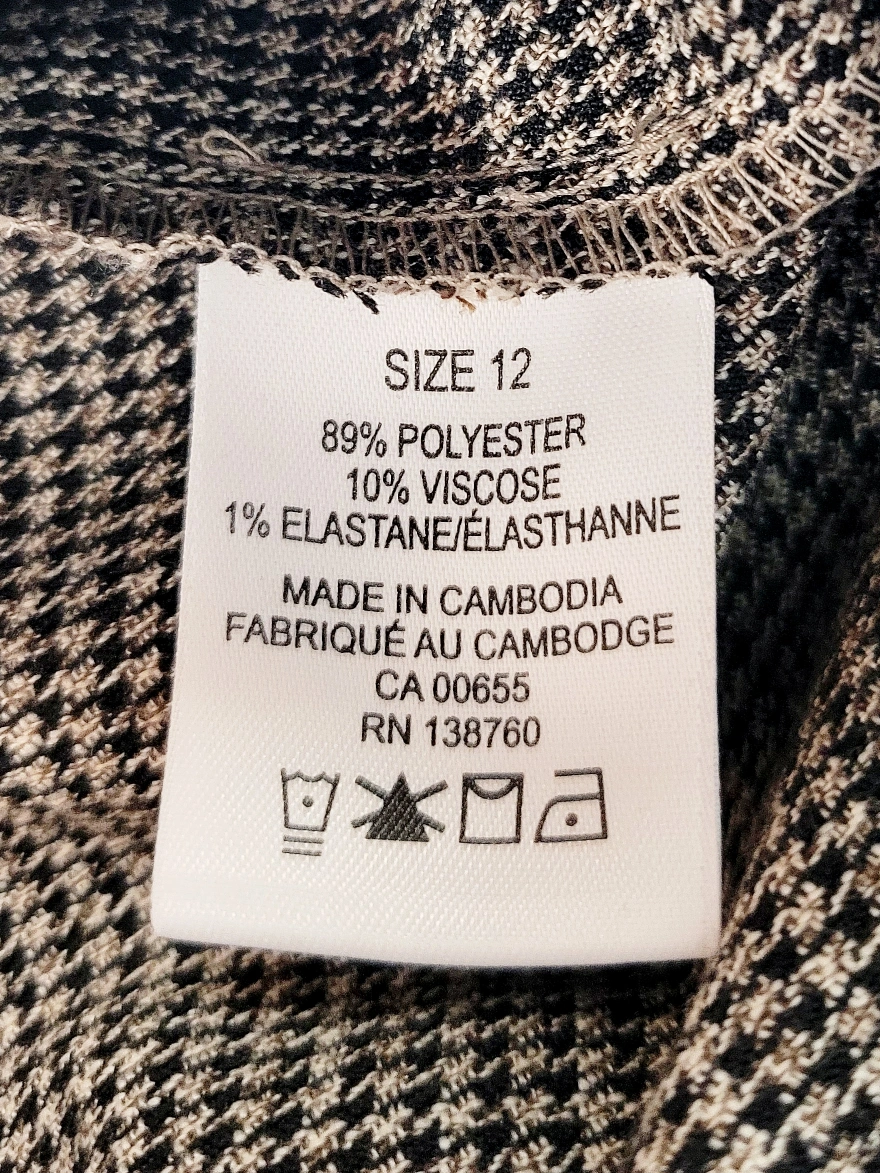 SIZE 12
89% POLYESTER
10% VISCOSE
1% ELASTANE/ÉLASTHANNE
MADE IN CAMBODIA
FABRIQUÉ AU CAMBODGE
CA 00655
RN 138760